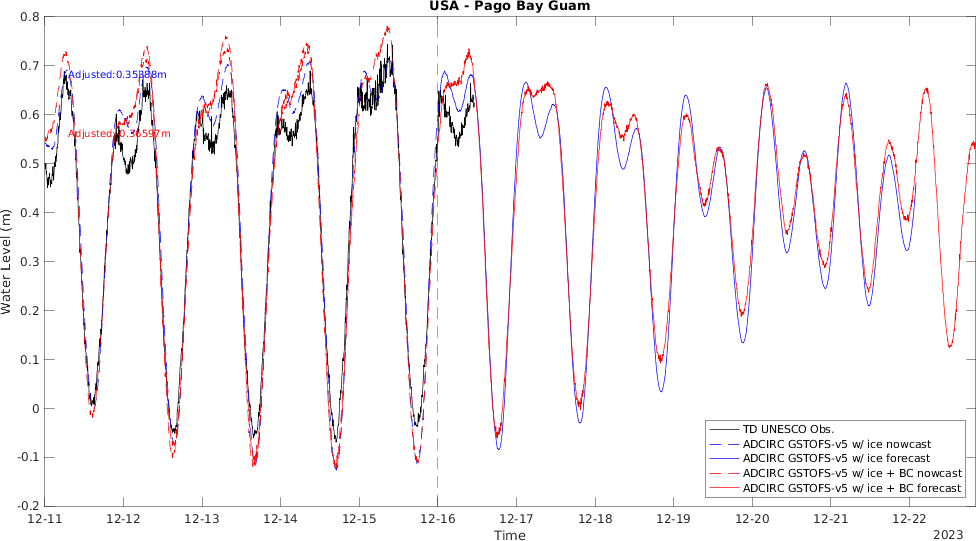 USA - Pago Bay Guam
0.8
0.7
0.6
0.5
0.4
0.3
0.2
0.1
0
-0.1
-0.2
Water Level (m)
Adjusted:0.35388m
TD UNESCO Obs.
ADCIRC GSTOFS-v5 w/ ice nowcast
ADCIRC GSTOFS-v5 w/ ice forecast
ADCIRC GSTOFS-v5 w/ ice + BC nowcast
ADCIRC GSTOFS-v5 w/ ice + BC forecast
12-11 12-12 12-13 12-14 12-15 12-16 12-17 12-18 12-19 12-20 12-21 12-22
Time
2023